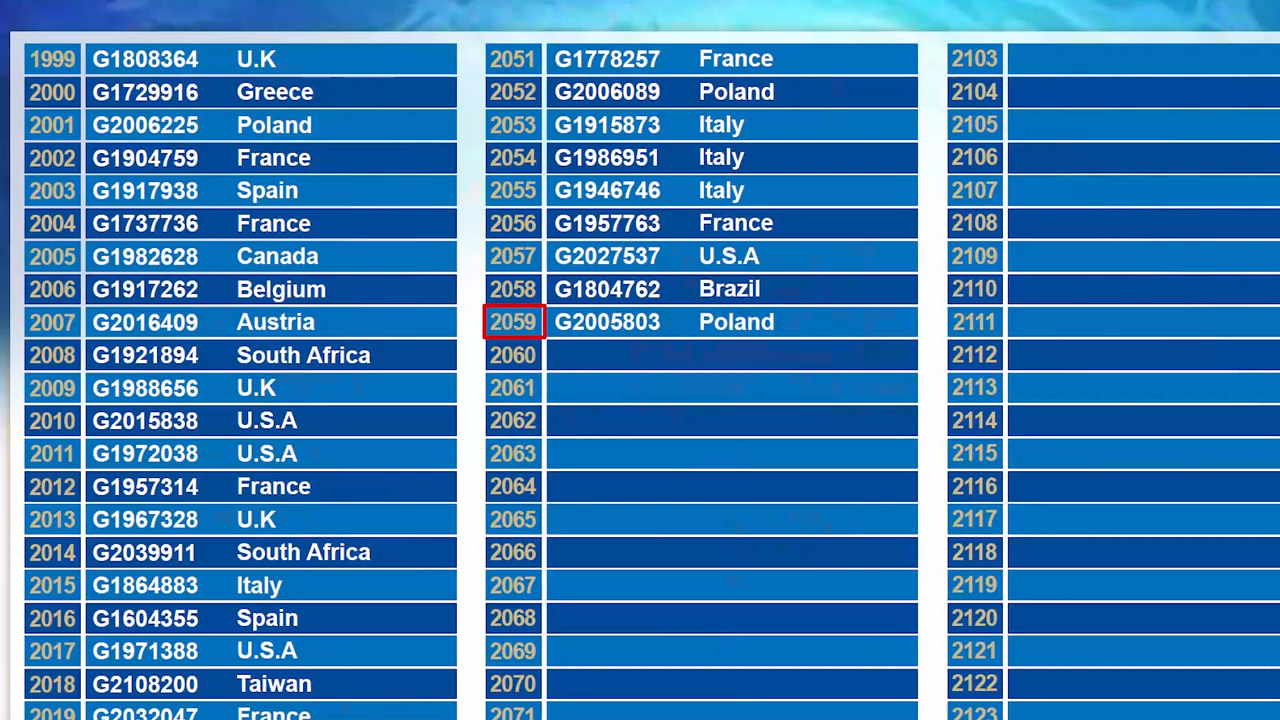 1999 G1808364 U.K
2000 G1729916 Greece
2001 G2006225 Poland
2002 G1904759 France
2003 G1917938 Spain
2004 G1737736 France
2005 G1982628 Canada
2006 G1917262 Belgium
2007 G2016409 Austria
2008 G1921894 South Africa
2009 G1988656 U.K
2010 G2015838 U.S.A
2011 G1972038 U.S.A
2012 G1957314 France
2013 G1967328 U.K
2014 G2039911 South Africa
2015 G1864883 Italy
2016 G1604355 Spain
2017 G1971388 U.S.A
2018 G2108200 Taiwan
2019 G2032047 France
2051 G1778257 France
2052 G2006089 Poland
2053 G1915873 Italy
2054 G1986951 Italy
2055 G1946746 Italy
2056 G1957763 France
2057 G2027537 U.S.A
2058 G1804762 Brazil
2059 G2005803 Poland
2060
2061
2062
2063
2064
2065
2066
2067
2068
2069
2070
2071
2103
2104
2105
2106
2107
2108
2109
2110
2111
2112
2113
2114
2115
2116
2117
2118
2119
2120
2121
2122
2123